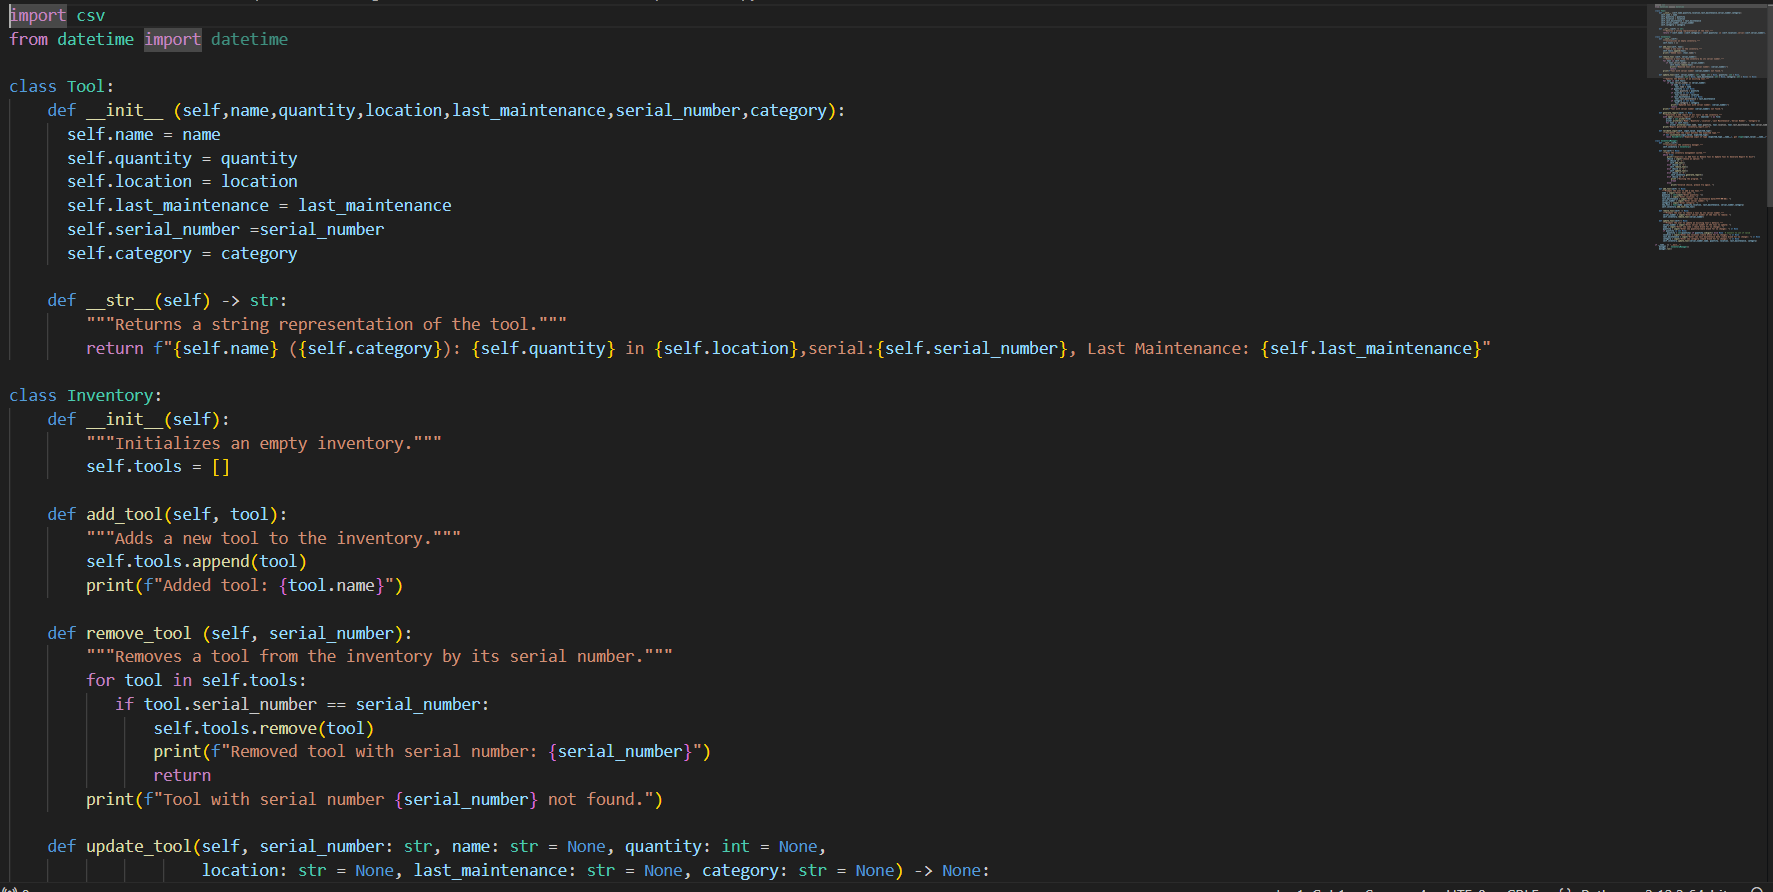 import csv
from datetime import datetime

class Tool:
    def __init__ (self,name,quantity,location,last_maintenance,serial_number,category):
      self.name = name
      self.quantity = quantity
      self.location = location
      self.last_maintenance = last_maintenance
      self.serial_number =serial_number
      self.category = category

    def __str__(self) -> str:
        """Returns a string representation of the tool."""
        return f"{self.name} ({self.category}): {self.quantity} in {self.location},serial:{self.serial_number}, Last Maintenance: {self.last_maintenance}"

class Inventory:
    def __init__(self):
        """Initializes an empty inventory."""
        self.tools = []

    def add_tool(self, tool):
        """Adds a new tool to the inventory."""
        self.tools.append(tool)
        print(f"Added tool: {tool.name}")

    def remove_tool (self, serial_number):
        """Removes a tool from the inventory by its serial number."""
        for tool in self.tools:
           if tool.serial_number == serial_number:
               self.tools.remove(tool)
               print(f"Removed tool with serial number: {serial_number}")
               return
        print(f"Tool with serial number {serial_number} not found.")

    def update_tool(self, serial_number: str, name: str = None, quantity: int = None,
                    location: str = None, last_maintenance: str = None, category: str = None) -> None: